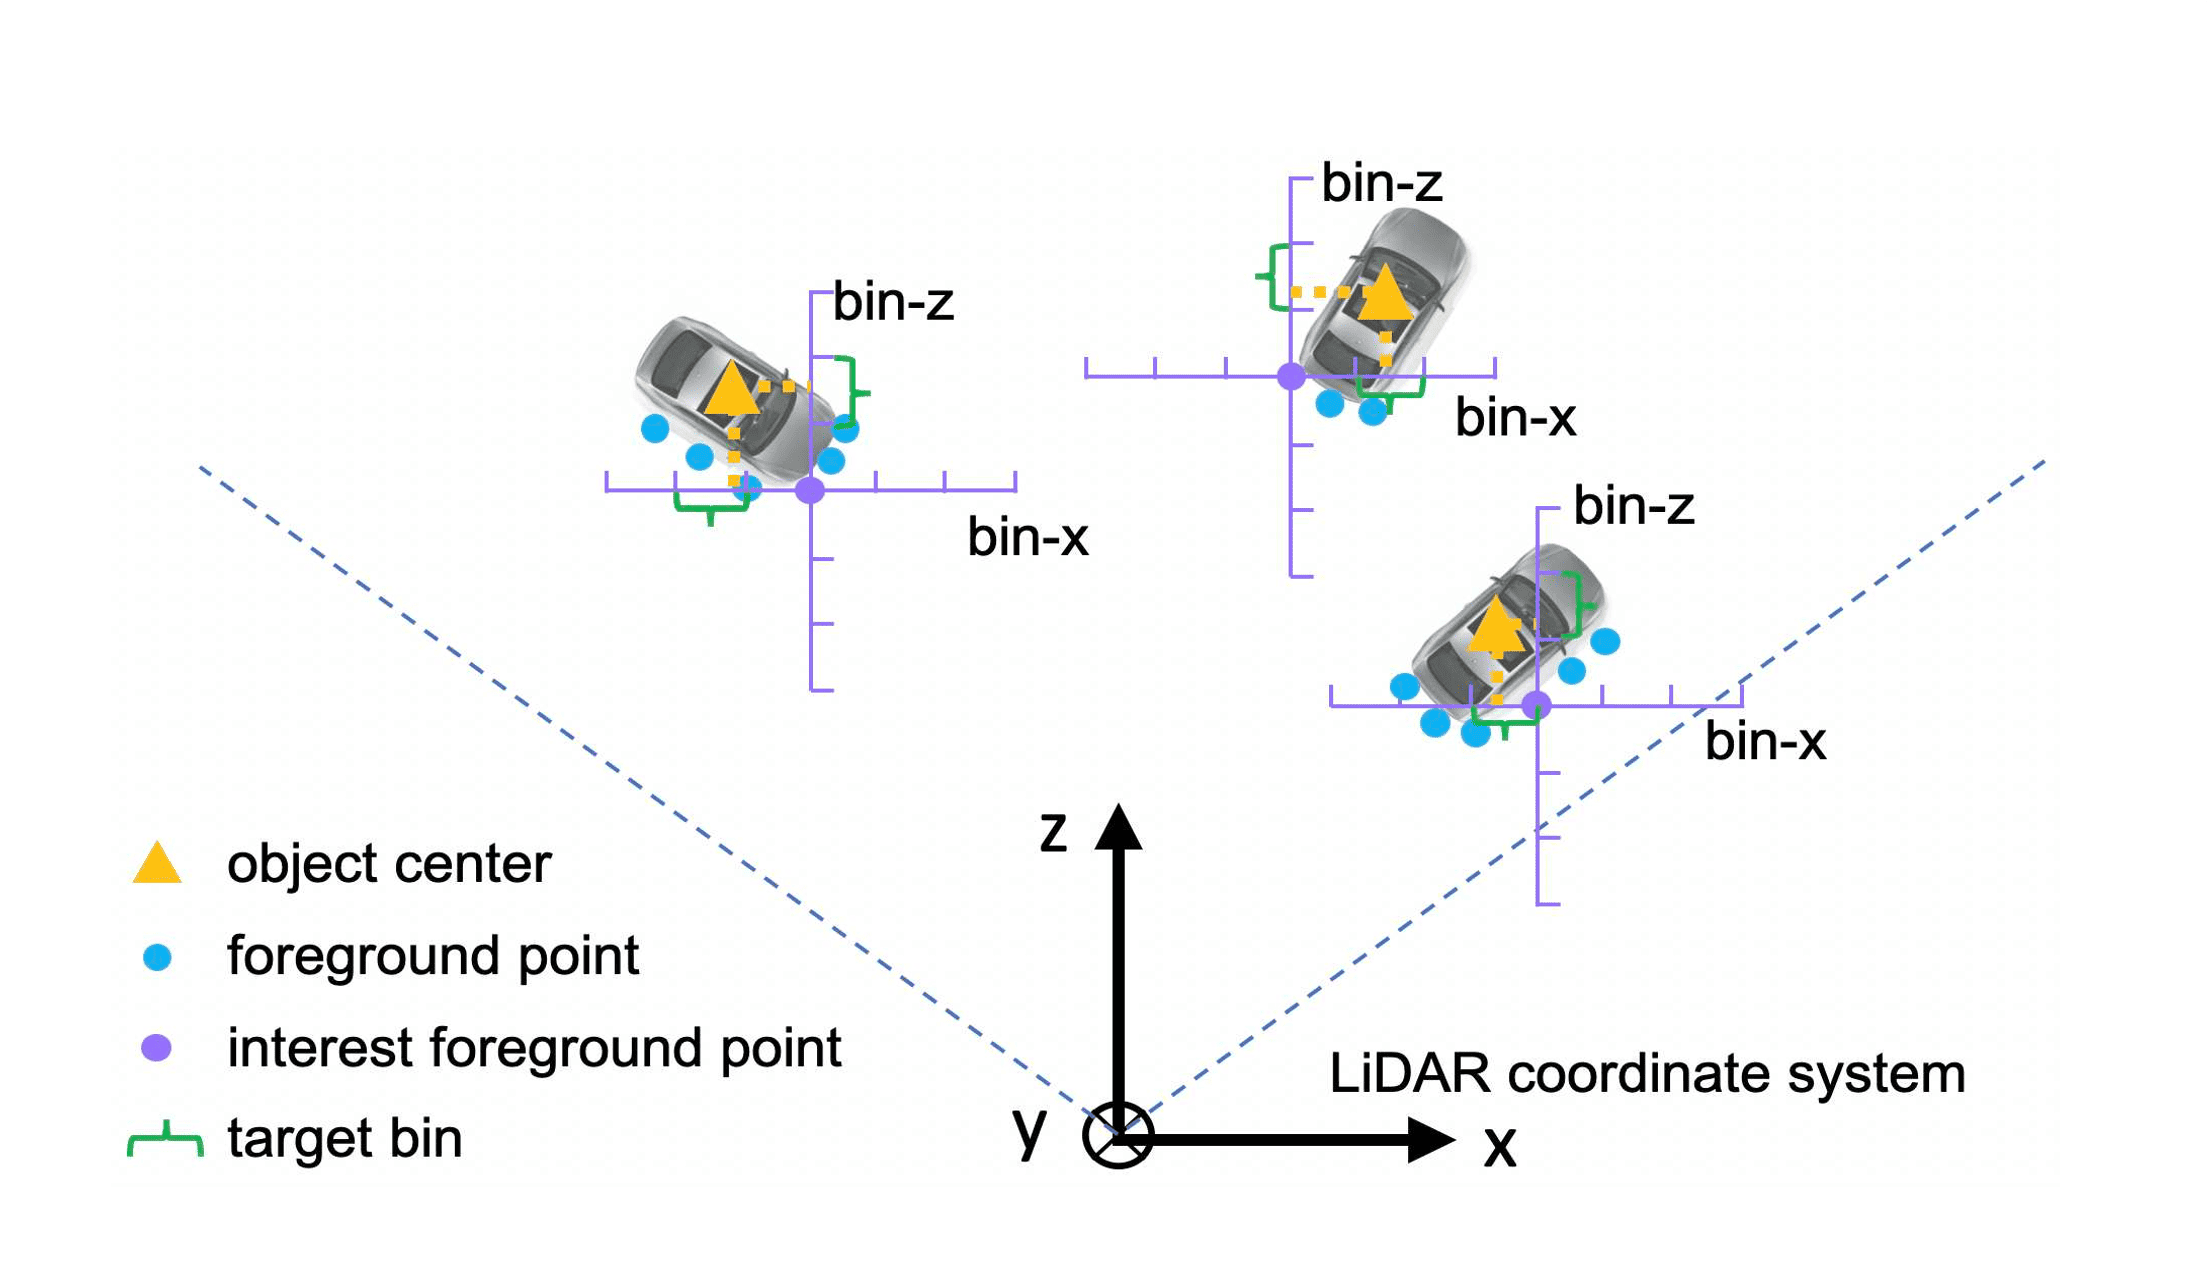 bin-z
bin-z
bin-x
bin-z
bin-x
bin-x
z
object center
foreground point
interest foreground point
LiDAR coordinate system
y
x
target bin